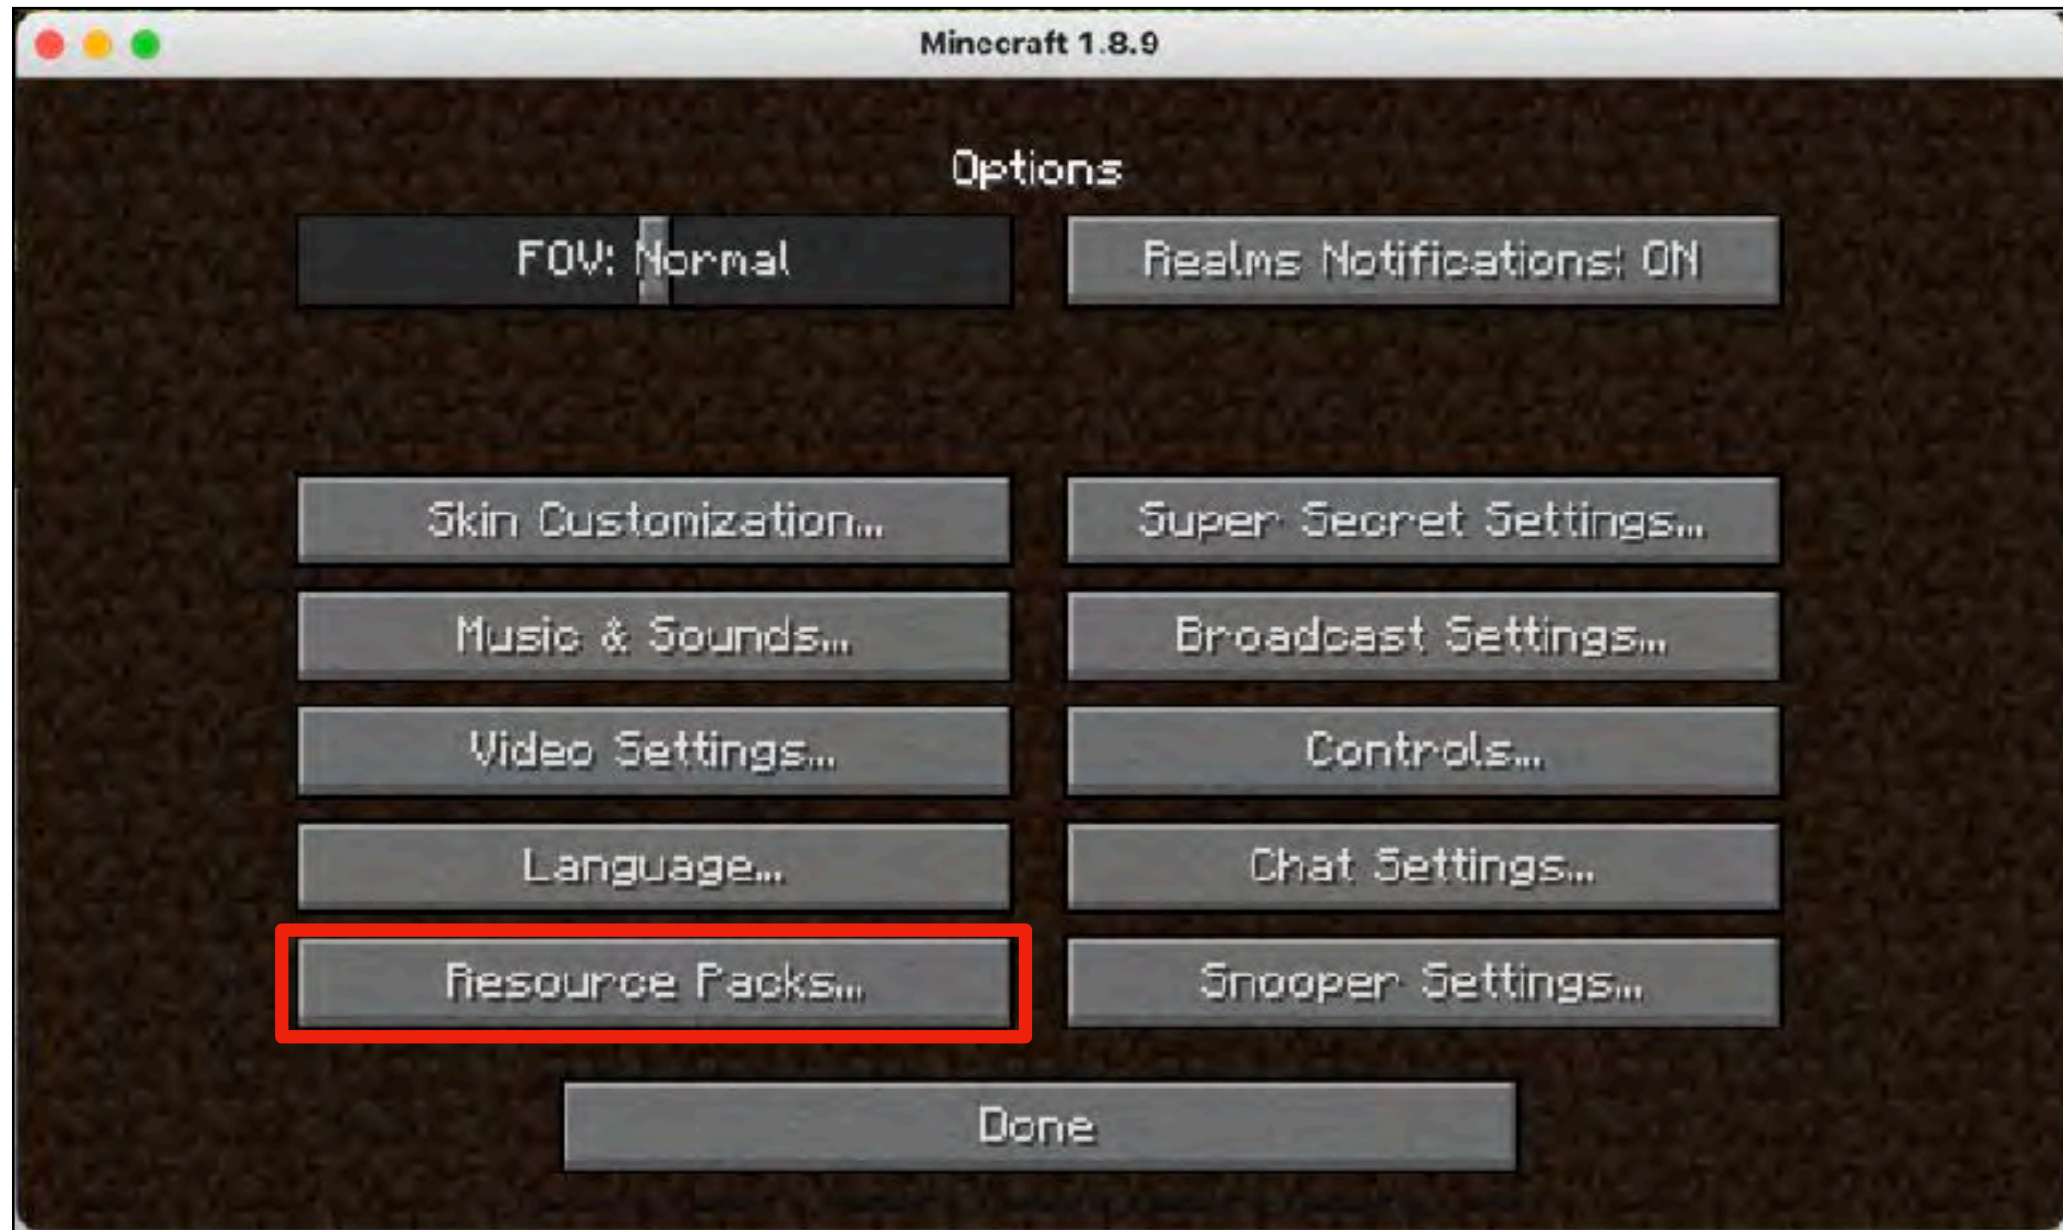 Minecraft 1.8.9
Options
FOV: Normal
Realms Notifications: ON
Skin Customization...
Super Secret Settings...
Music & Sounds...
Broadcast Settings...
Video Settings...
Controls...
Language...
Chat Settings...
Resource Packs...
Snooper Settings...
Done